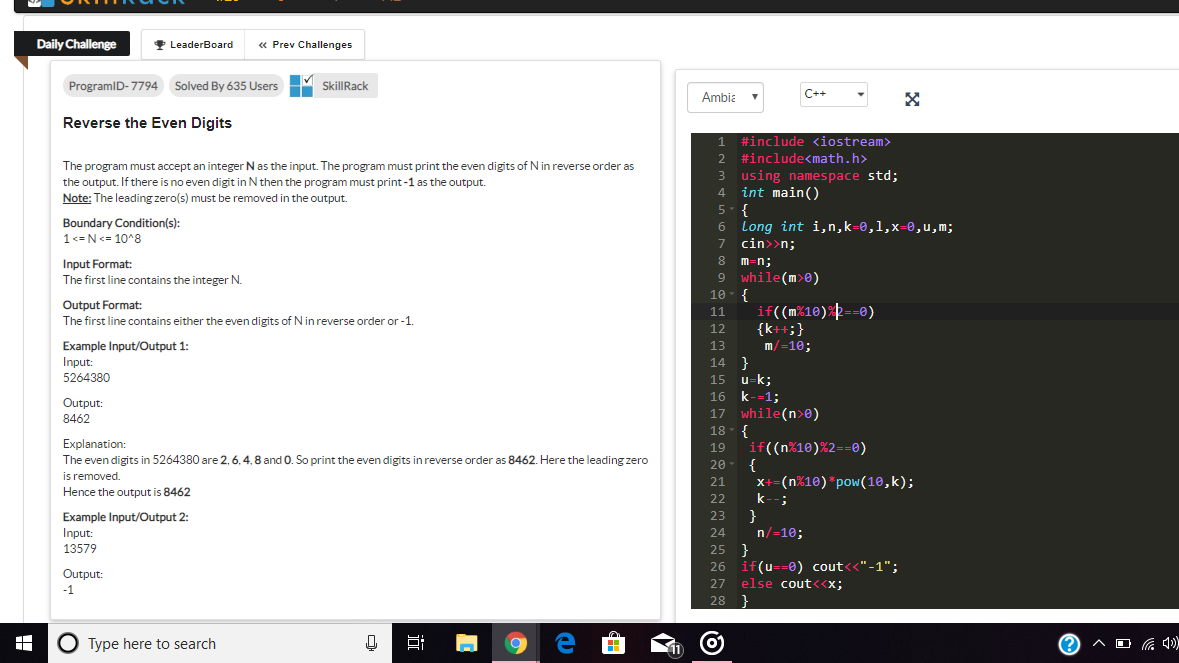 Daily Challenge
LeaderBoard
Prev Challenges
ProgramID- 7794
Solved By 635 Users
SkillRack
Reverse the Even Digits
The program must accept an integer N as the input. The program must print the even digits of N in reverse order as
the output. If there is no even digit in N then the program must print -1 as the output.
Note: The leading zero(s) must be removed in the output.
Boundary Condition(s):
1 <= N <= 10^8
Input Format:
The first line contains the integer N.
Output Format:
The first line contains either the even digits of N in reverse order or -1.
Example Input/Output 1:
Input:
5264380
Output:
8462
Explanation:
The even digits in 5264380 are 2, 6, 4, 8 and 0. So print the even digits in reverse order as 8462. Here the leading zero
is removed.
Hence the output is 8462
Example Input/Output 2:
Input:
13579
Output:
-1
Ambia
C++
1 #include <iostream>
2 #include<math.h>
3 using namespace std;
4 int main()
5 {
6 long int i,n,k=0,l,x=0,u,m;
7 cin>>n;
8 m=n;
9 while(m>0)
10 {
11 if((m%10)%2==0)
12 {k++;}
13 m/=10;
14 }
15 u=k;
16 k-=1;
17 while(n>0)
18 {
19 if((n%10)%2==0)
20 {
21 x+=(n%10)*pow(10,k);
22 k--;
23 }
24 n/=10;
25 }
26 if(u==0) cout<<"-1";
27 else cout<<x;
28 }
Type here to search
11